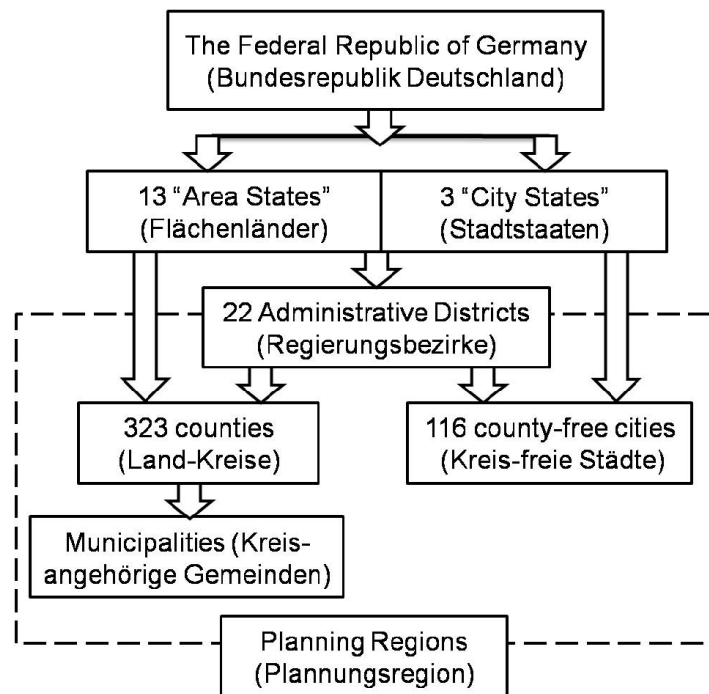 The Federal Republic of Germany
(Bundesrepublik Deutschland)
13 “Area States”
(Flächenländer)
3 “City States”
(Stadtstaaten)
22 Administrative Districts
(Regierungsbezirke)
323 counties
(Land-Kreise)
116 county-free cities
(Kreis-freie Städte)
Municipalities (Kreis-
angehörige Gemeinden)
Planning Regions
(Plannungsregion)